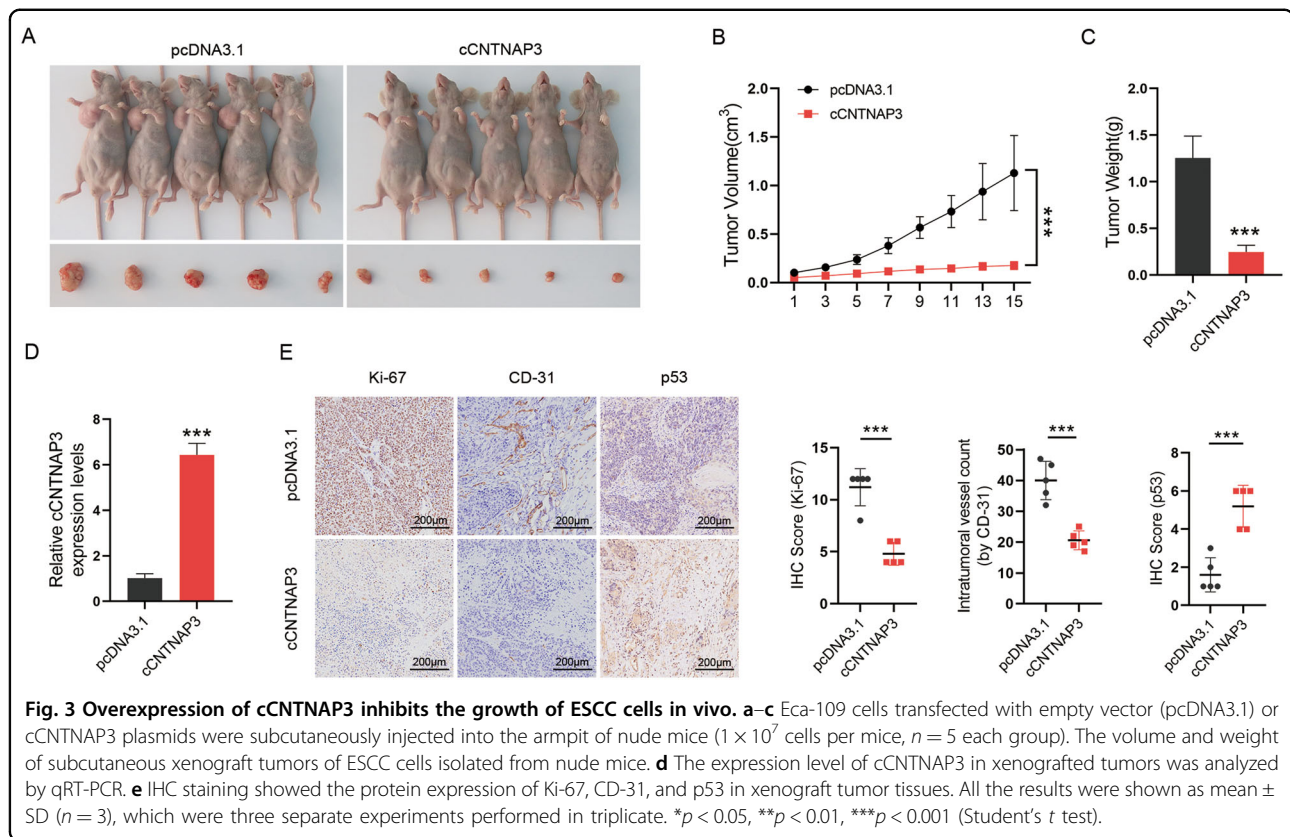 A
pcDNA3.1
cCNTNAP3
B
Tumor Volume(cm³)
2.0
1.5
1.0
0.5
0.0
1 3 5 7 9 11 13 15
pcDNA3.1
cCNTNAP3
***
C
Tumor Weight(g)
2.0
1.5
1.0
0.5
0.0
***
pcDNA3.1
cCNTNAP3
D
Relative cCNTNAP3
expression levels
8
6
4
2
0
***
pcDNA3.1
cCNTNAP3
E
Ki-67 CD-31 p53
pcDNA3.1
200µm 200µm 200µm
cCNTNAP3
200µm 200µm 200µm
IHC Score (Ki-67)
15
10
5
0
***
pcDNA3.1
cCNTNAP3
Intratumoral vessel count
(by CD-31)
50
40
30
20
10
0
***
pcDNA3.1
cCNTNAP3
IHC Score (p53)
8
6
4
2
0
***
pcDNA3.1
cCNTNAP3
Fig. 3 Overexpression of cCNTNAP3 inhibits the growth of ESCC cells in vivo. a–c Eca-109 cells transfected with empty vector (pcDNA3.1) or
cCNTNAP3 plasmids were subcutaneously injected into the armpit of nude mice (1 × 10⁷ cells per mice, n = 5 each group). The volume and weight
of subcutaneous xenograft tumors of ESCC cells isolated from nude mice. d The expression level of cCNTNAP3 in xenografted tumors was analyzed
by qRT-PCR. e IHC staining showed the protein expression of Ki-67, CD-31, and p53 in xenograft tumor tissues. All the results were shown as mean ±
SD (n = 3), which were three separate experiments performed in triplicate. *p < 0.05, **p < 0.01, ***p < 0.001 (Student's t test).